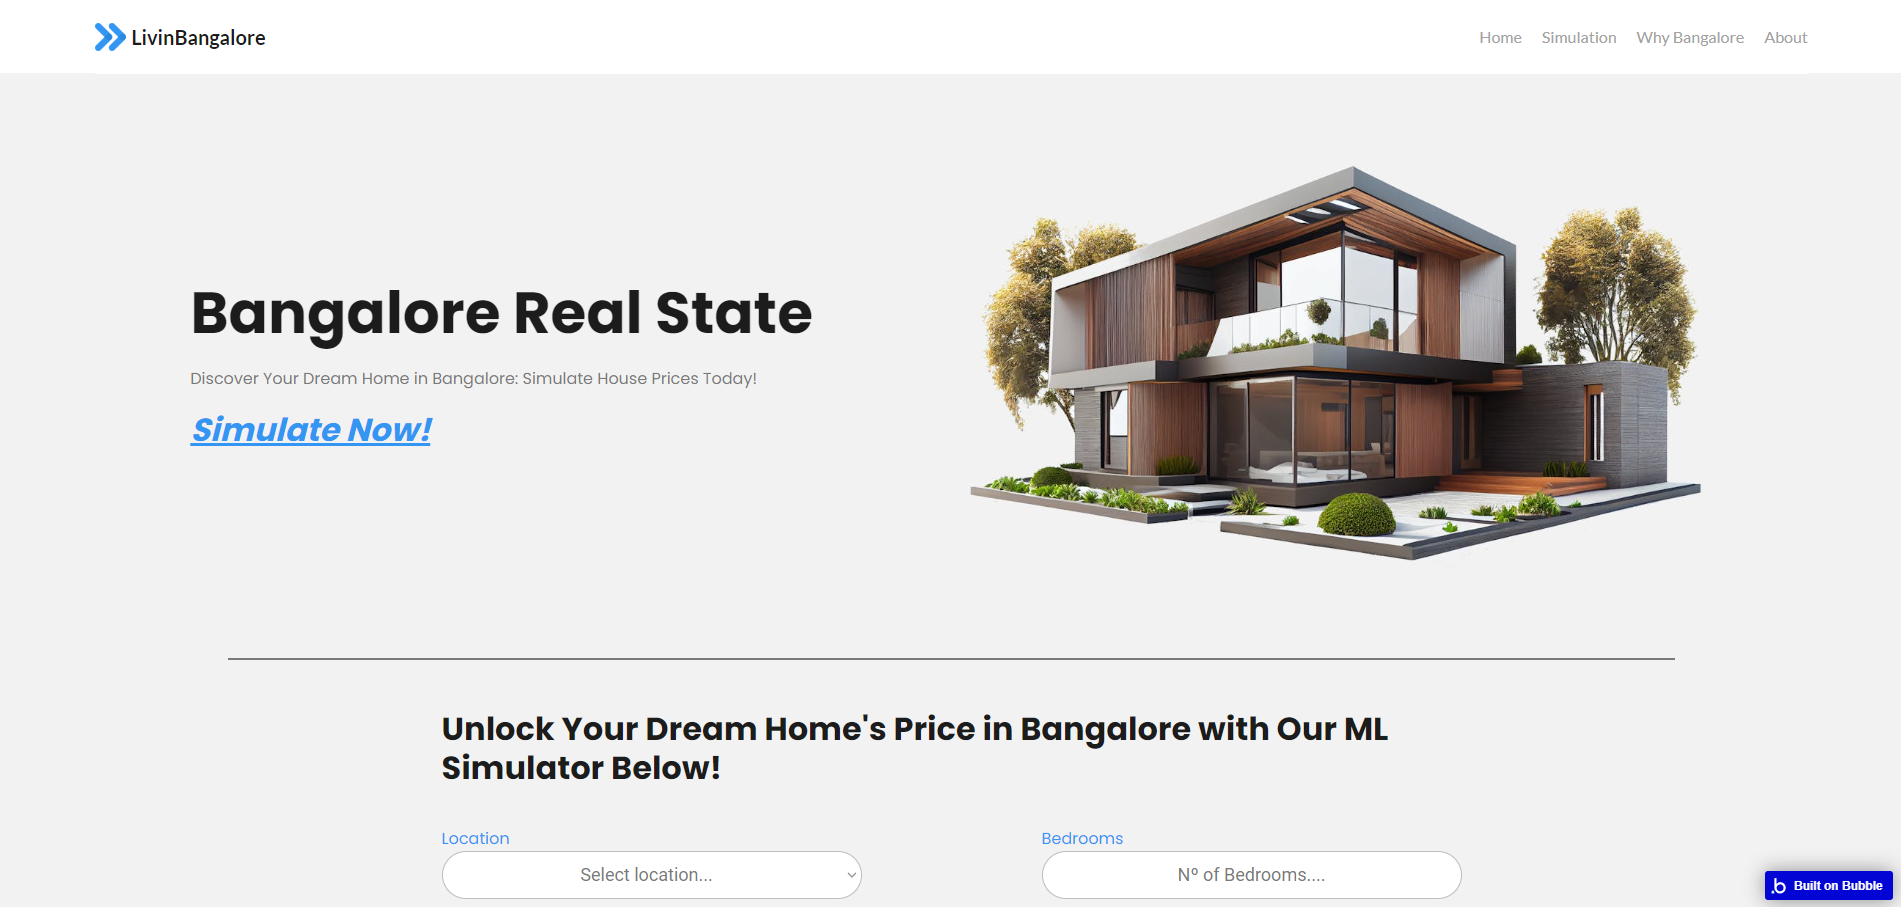 LivinBangalore
Home Simulation Why Bangalore About
Bangalore Real State
Discover Your Dream Home in Bangalore: Simulate House Prices Today!
Simulate Now!
Unlock Your Dream Home's Price in Bangalore with Our ML
Simulator Below!
Location
Select location...
Bedrooms
Nº of Bedrooms....
Built on Bubble